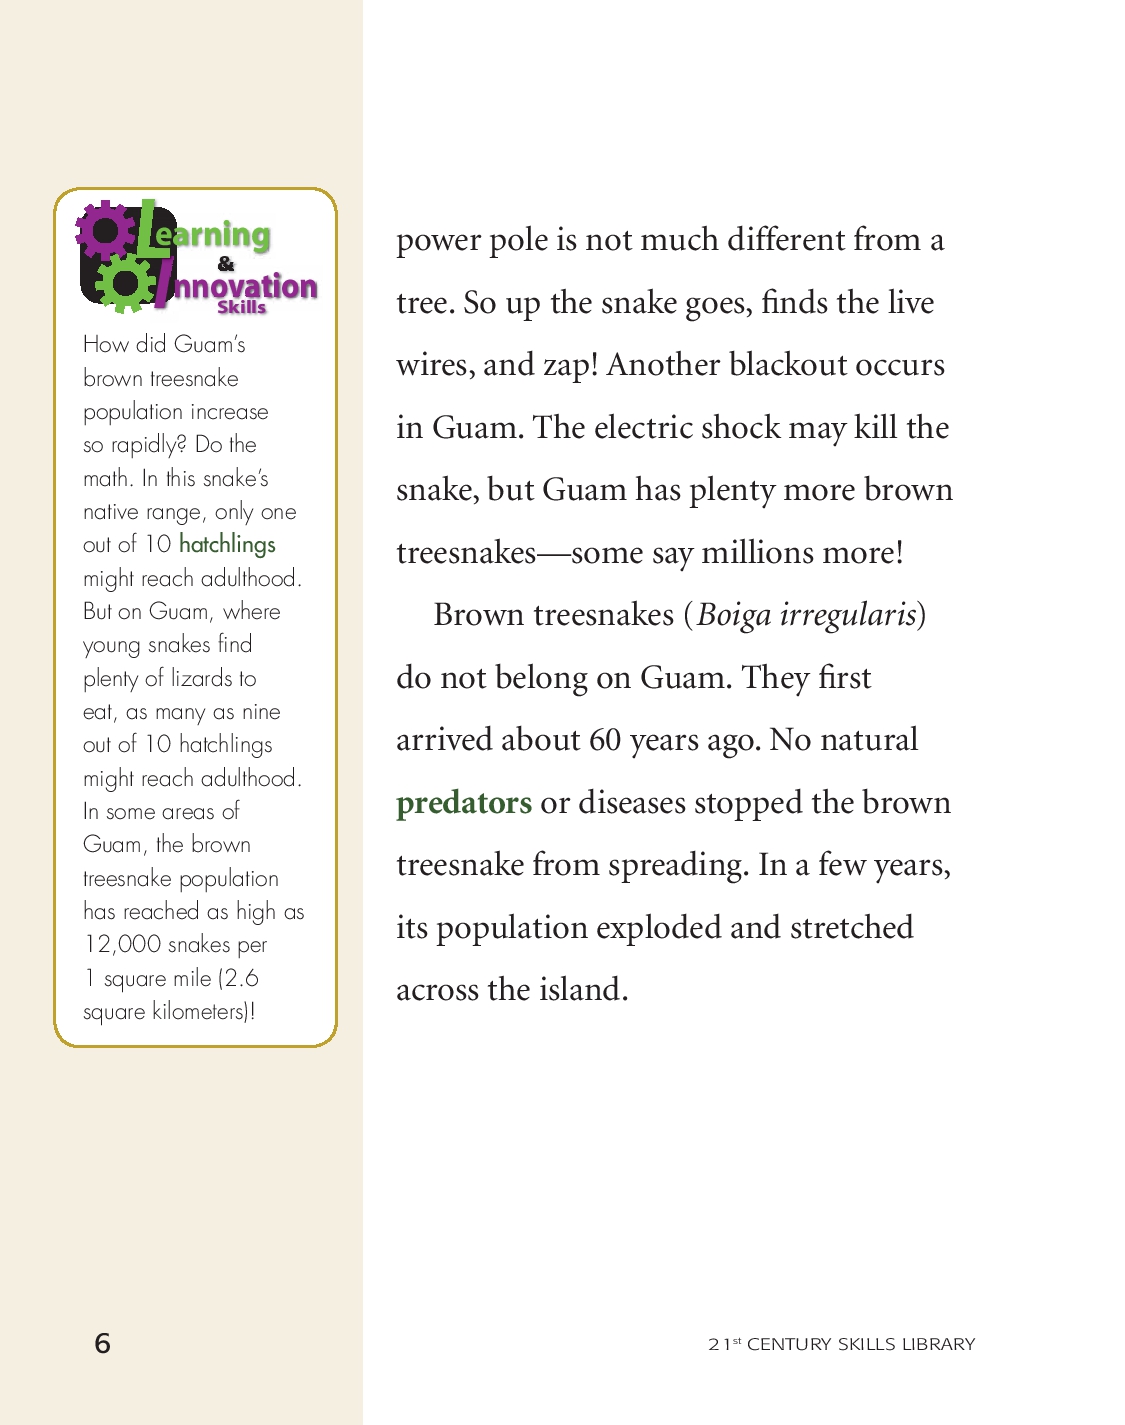 Learning
&
Innovation
Skills
How did Guam's
brown treesnake
population increase
so rapidly? Do the
math. In this snake's
native range, only one
out of 10 hatchlings
might reach adulthood.
But on Guam, where
young snakes find
plenty of lizards to
eat, as many as nine
out of 10 hatchlings
might reach adulthood.
In some areas of
Guam, the brown
treesnake population
has reached as high as
12,000 snakes per
1 square mile (2.6
square kilometers)!
power pole is not much different from a
tree. So up the snake goes, finds the live
wires, and zap! Another blackout occurs
in Guam. The electric shock may kill the
snake, but Guam has plenty more brown
treesnakes—some say millions more!
Brown treesnakes (Boiga irregularis)
do not belong on Guam. They first
arrived about 60 years ago. No natural
predators or diseases stopped the brown
treesnake from spreading. In a few years,
its population exploded and stretched
across the island.
6
21st CENTURY SKILLS LIBRARY